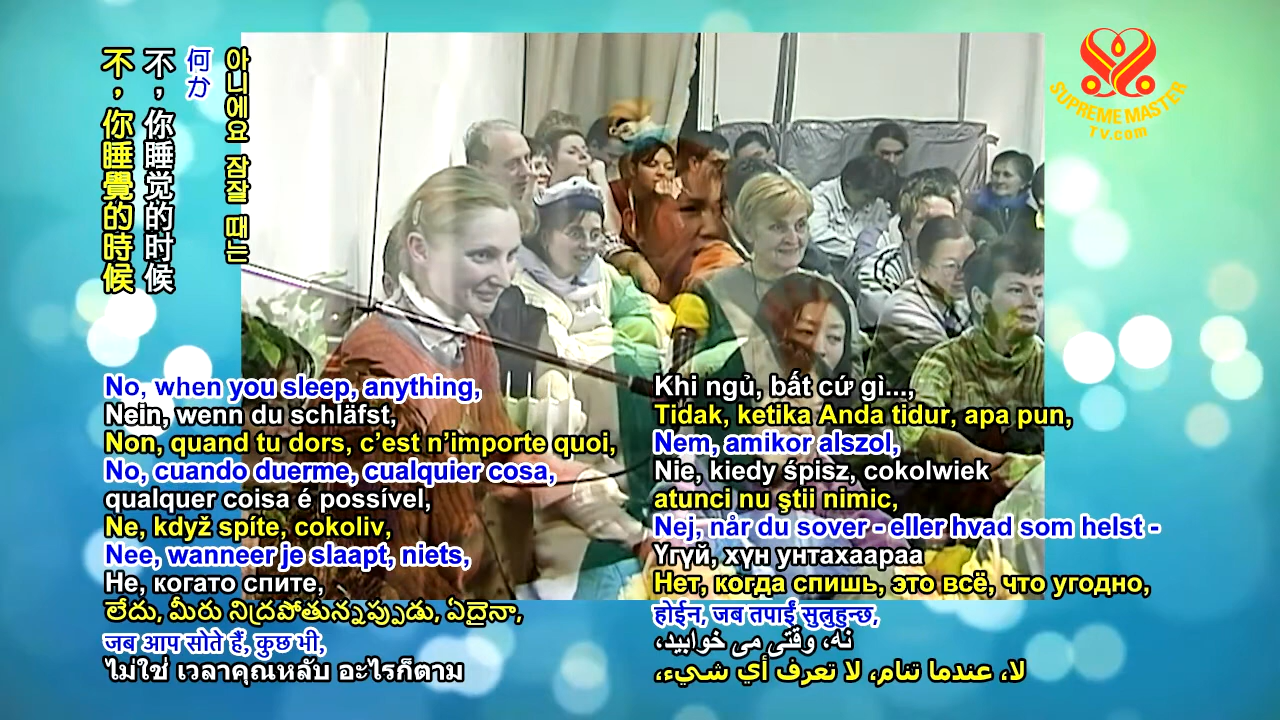 不，你睡覺的時候
不，你睡觉的时候
何か
아니에요 잠잘 때는
SUPREME MASTER
TV.com
No, when you sleep, anything,
Nein, wenn du schläfst,
Non, quand tu dors, c’est n’importe quoi,
No, cuando duerme, cualquier cosa,
qualquer coisa é possível,
Ne, když spíte, cokoliv,
Nee, wanneer je slaapt, niets,
Не, когато спите,
లేదు, మీరు నిద్రపోతున్నప్పుడు, ఏదైనా,
जब आप सोते हैं, कुछ भी,
ไม่ใช่ เวลาคุณหลับ อะไรก็ตาม
Khi ngủ, bất cứ gì...,
Tidak, ketika Anda tidur, apa pun,
Nem, amikor alszol,
Nie, kiedy śpisz, cokolwiek
atunci nu ştii nimic,
Nej, når du sover - eller hvad som helst -
Үгүй, хүн унтахаараа
Нет, когда спишь, это всё, что угодно,
होईन, जब तपाईं सुत्नुहुन्छ,
نه، وقتی می خوابید،
لا، عندما تنام، لا تعرف أي شيء،